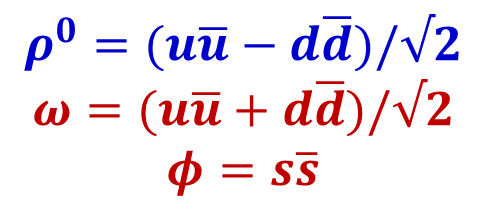 ρ⁰ = (uū − dd̄)/√2
ω = (uū + dd̄)/√2
ϕ = ss̄